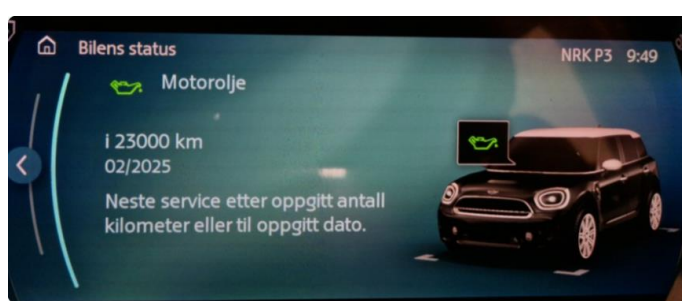 Bilens status
NRK P3 9:49
Motorolje
i 23000 km
02/2025
Neste service etter oppgitt antall
kilometer eller til oppgitt dato.